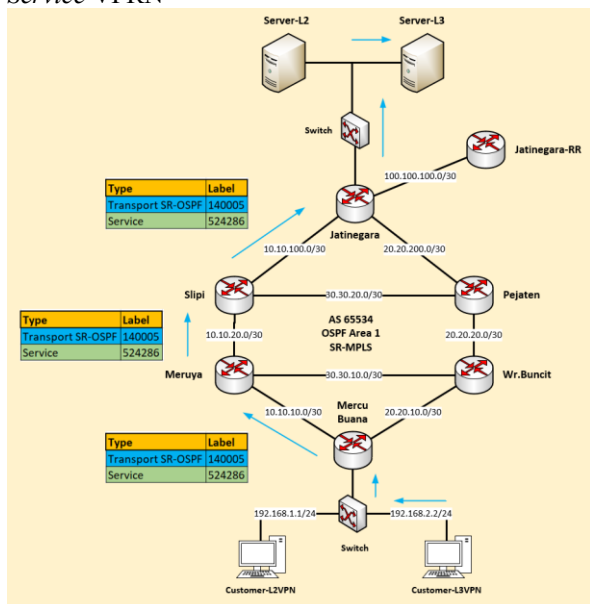 Service VPRN
Server-L2
Server-L3
Switch
Jatinegara-RR
100.100.100.0/30
Type Label
Transport SR-OSPF 140005
Service 524286
Jatinegara
10.10.100.0/30
20.20.200.0/30
Slipi
30.30.20.0/30
Pejaten
AS 65534
OSPF Area 1
SR-MPLS
Type Label
Transport SR-OSPF 140005
Service 524286
10.10.20.0/30
20.20.20.0/30
Meruya
30.30.10.0/30
Wr.Buncit
Mercu
Buana
10.10.10.0/30
20.20.10.0/30
Type Label
Transport SR-OSPF 140005
Service 524286
192.168.1.1/24
192.168.2.2/24
Switch
Customer-L2VPN
Customer-L3VPN